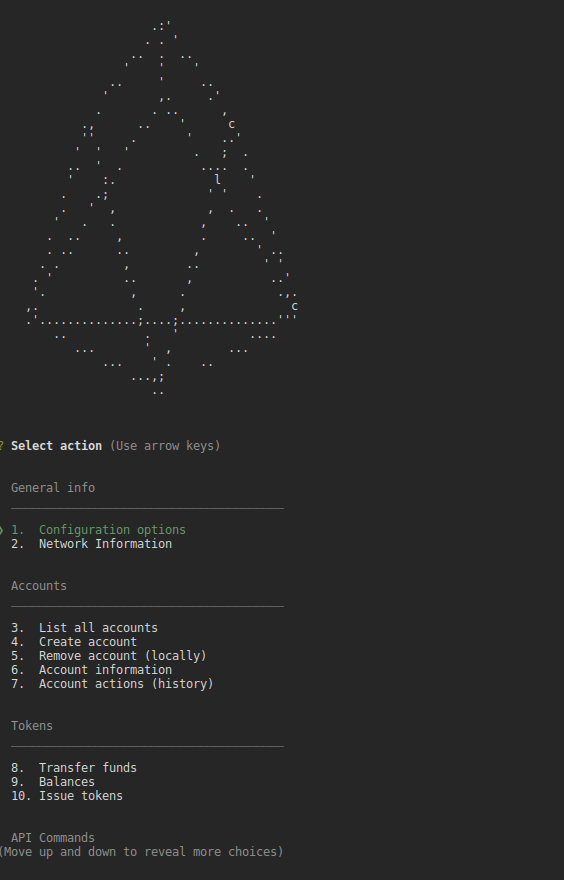 ? Select action (Use arrow keys)
General info
❯ 1. Configuration options
2. Network Information
Accounts
3. List all accounts
4. Create account
5. Remove account (locally)
6. Account information
7. Account actions (history)
Tokens
8. Transfer funds
9. Balances
10. Issue tokens
API Commands
(Move up and down to reveal more choices)